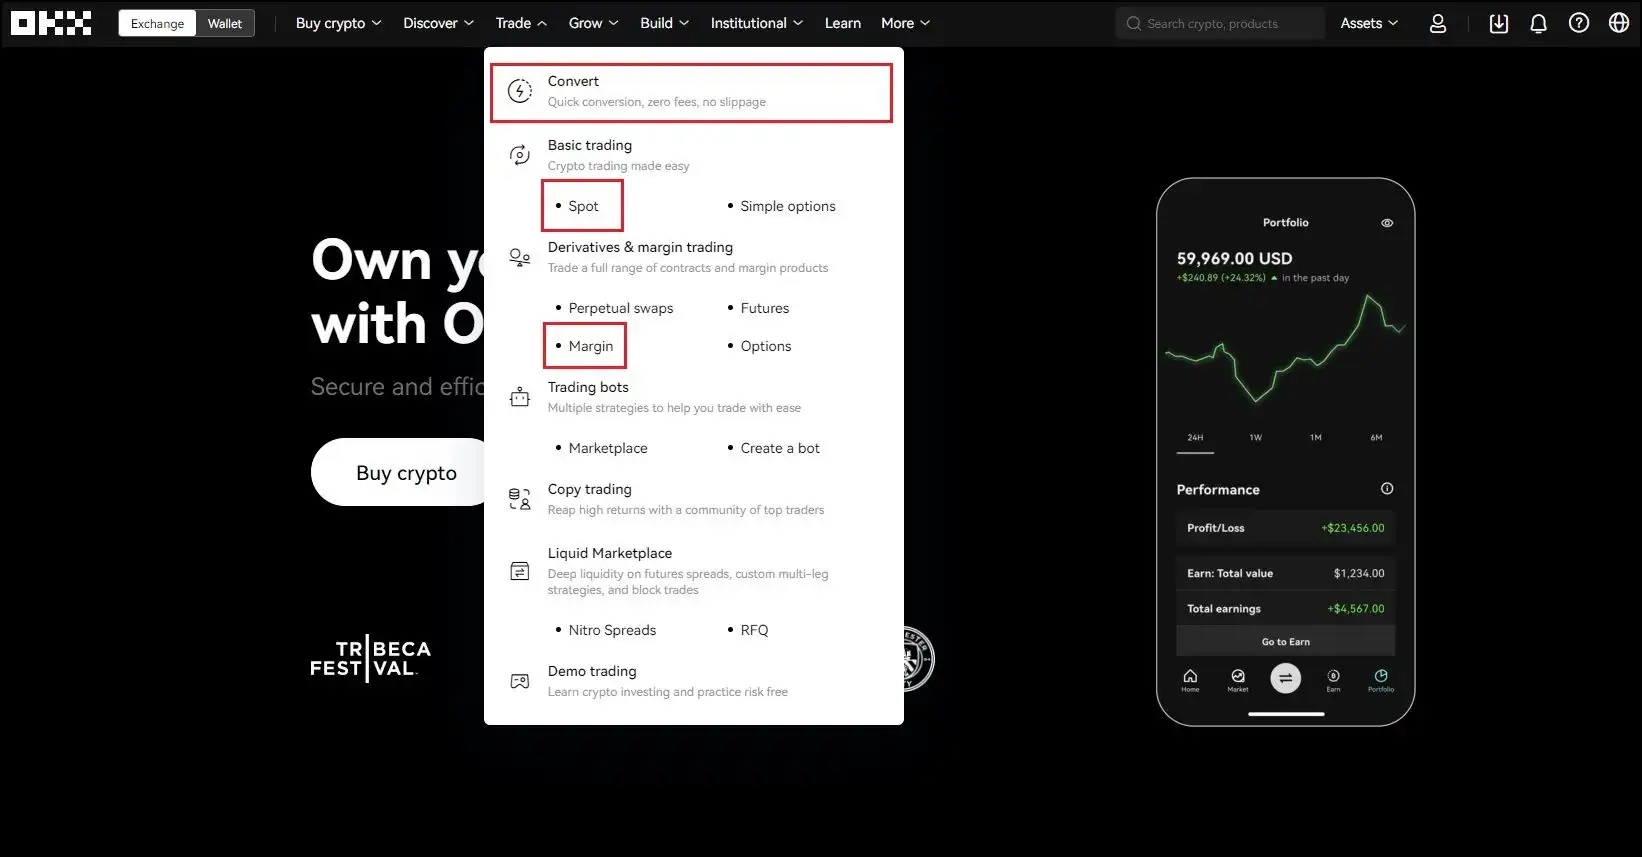 OKX
Exchange
Wallet
Buy crypto
Discover
Trade
Grow
Build
Institutional
Learn
More
Search crypto, products
Assets
Convert
Quick conversion, zero fees, no slippage
Basic trading
Crypto trading made easy
• Spot
• Simple options
Derivatives & margin trading
Trade a full range of contracts and margin products
• Perpetual swaps
• Futures
• Margin
• Options
Trading bots
Multiple strategies to help you trade with ease
• Marketplace
• Create a bot
Copy trading
Reap high returns with a community of top traders
Liquid Marketplace
Deep liquidity on futures spreads, custom multi-leg
strategies, and block trades
• Nitro Spreads
• RFQ
Demo trading
Learn crypto investing and practice risk free
Own yo
with O
Secure and effic
Buy crypto
TRIBECA
FESTIVAL
Portfolio
59,969.00 USD
+$240.89 (+24.32%) ▲ in the past day
24H
1W
1M
6M
Performance
Profit/Loss
+$23,456.00
Earn: Total value
$1,234.00
Total earnings
+$4,567.00
Go to Earn
Home
Market
Earn
Portfolio